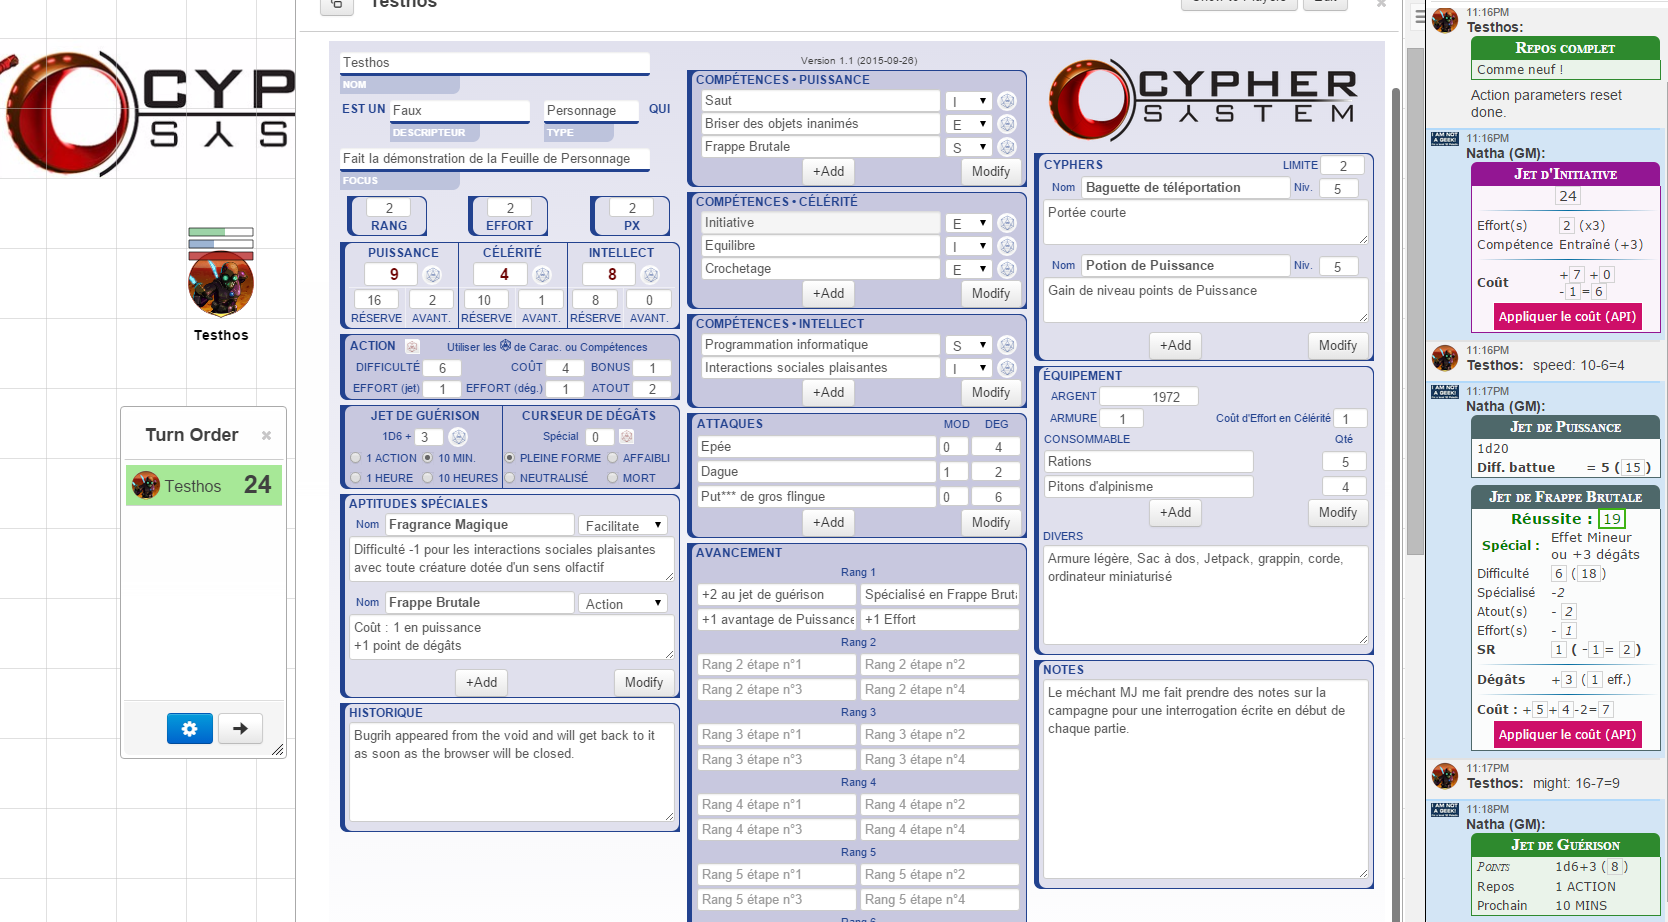 Testhos
CYPHER
SYSTEM
Testhos
Turn Order
Testhos 24
Testhos
NOM
EST UN Faux Personnage QUI
DESCRIPTEUR TYPE
Fait la démonstration de la Feuille de Personnage
FOCUS
2 2 2
RANG EFFORT PX
PUISSANCE CÉLÉRITÉ INTELLECT
9 4 8
16 2 10 1 8 0
RÉSERVE AVANT. RÉSERVE AVANT. RÉSERVE AVANT.
ACTION Utiliser les de Carac. ou Compétences
DIFFICULTÉ 6 COÛT 4 BONUS 1
EFFORT (jet) 1 EFFORT (dég.) 1 ATOUT 2
JET DE GUÉRISON CURSEUR DE DÉGÂTS
1D6 + 3 Spécial 0
1 ACTION 10 MIN. PLEINE FORME AFFAIBLI
1 HEURE 10 HEURES NEUTRALISÉ MORT
APTITUDES SPÉCIALES
Nom Fragrance Magique Facilitate
Difficulté -1 pour les interactions sociales plaisantes
avec toute créature dotée d'un sens olfactif
Nom Frappe Brutale Action
Coût : 1 en puissance
+1 point de dégâts
+Add Modify
HISTORIQUE
Bugrih appeared from the void and will get back to it
as soon as the browser will be closed.
Version 1.1 (2015-09-26)
COMPÉTENCES • PUISSANCE
Saut I
Briser des objets inanimés E
Frappe Brutale S
+Add Modify
COMPÉTENCES • CÉLÉRITÉ
Initiative E
Equilibre I
Crochetage E
+Add Modify
COMPÉTENCES • INTELLECT
Programmation informatique S
Interactions sociales plaisantes I
+Add Modify
ATTAQUES MOD DEG
Epée 0 4
Dague 1 2
Put*** de gros flingue 0 6
+Add Modify
AVANCEMENT
Rang 1
+2 au jet de guérison Spécialisé en Frappe Bruta
+1 avantage de Puissance +1 Effort
Rang 2
Rang 2 étape n°1 Rang 2 étape n°2
Rang 2 étape n°3 Rang 2 étape n°4
Rang 3
Rang 3 étape n°1 Rang 3 étape n°2
Rang 3 étape n°3 Rang 3 étape n°4
Rang 4
Rang 4 étape n°1 Rang 4 étape n°2
Rang 4 étape n°3 Rang 4 étape n°4
Rang 5
Rang 5 étape n°1 Rang 5 étape n°2
Rang 5 étape n°3 Rang 5 étape n°4
CYPHER
SYSTEM
CYPHERS LIMITE 2
Nom Baguette de téléportation Niv. 5
Portée courte
Nom Potion de Puissance Niv. 5
Gain de niveau points de Puissance
+Add Modify
ÉQUIPEMENT
ARGENT 1972
ARMURE 1 Coût d'Effort en Célérité 1
CONSOMMABLE Qté
Rations 5
Pitons d'alpinisme 4
+Add Modify
DIVERS
Armure légère, Sac à dos, Jetpack, grappin, corde,
ordinateur miniaturisé
NOTES
Le méchant MJ me fait prendre des notes sur la
campagne pour une interrogation écrite en début de
chaque partie.
11:16PM
Testhos:
REPOS COMPLET
Comme neuf !
Action parameters reset
done.
11:16PM
Natha (GM):
JET D'INITIATIVE
24
Effort(s) 2 (x3)
Compétence Entraîné (+3)
Coût +7 +0
-1=6
Appliquer le coût (API)
11:16PM
Testhos: speed: 10-6=4
11:17PM
Natha (GM):
JET DE PUISSANCE
1d20
Diff. battue = 5 (15)
JET DE FRAPPE BRUTALE
Réussite : 19
Spécial : Effet Mineur
ou +3 dégâts
Difficulté 6 (18)
Spécialisé -2
Atout(s) - 2
Effort(s) - 1
SR 1 ( -1= 2)
Dégâts +3 (1 eff.)
Coût : +5+4-2=7
Appliquer le coût (API)
11:17PM
Testhos: might: 16-7=9
11:18PM
Natha (GM):
JET DE GUÉRISON
POINTS 1d6+3 (8)
Repos 1 ACTION
Prochain 10 MINS